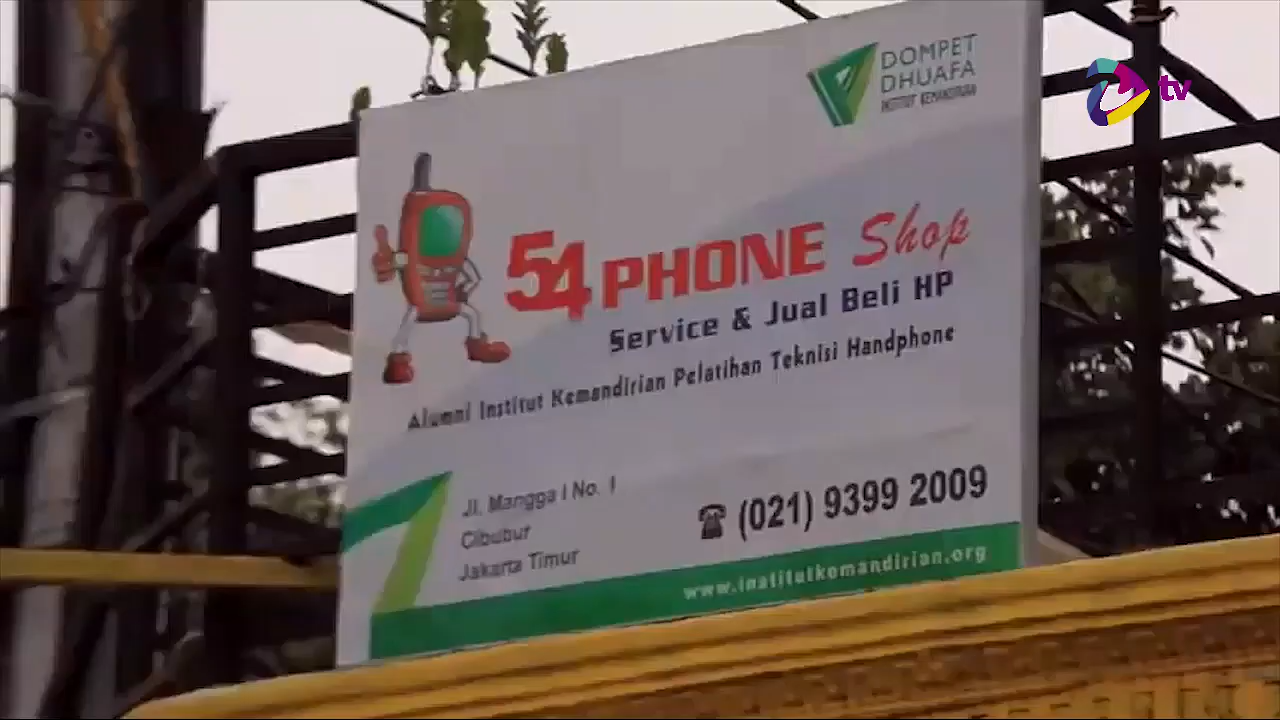 DOMPET
DHUAFA
INSTITUT KEMANDIRIAN
tv
54 PHONE Shop
Service & Jual Beli HP
Alumni Institut Kemandirian Pelatihan Teknisi Handphone
Jl. Mangga I No. 1
Cibubur
Jakarta Timur
(021) 9399 2009
www.institutkemandirian.org